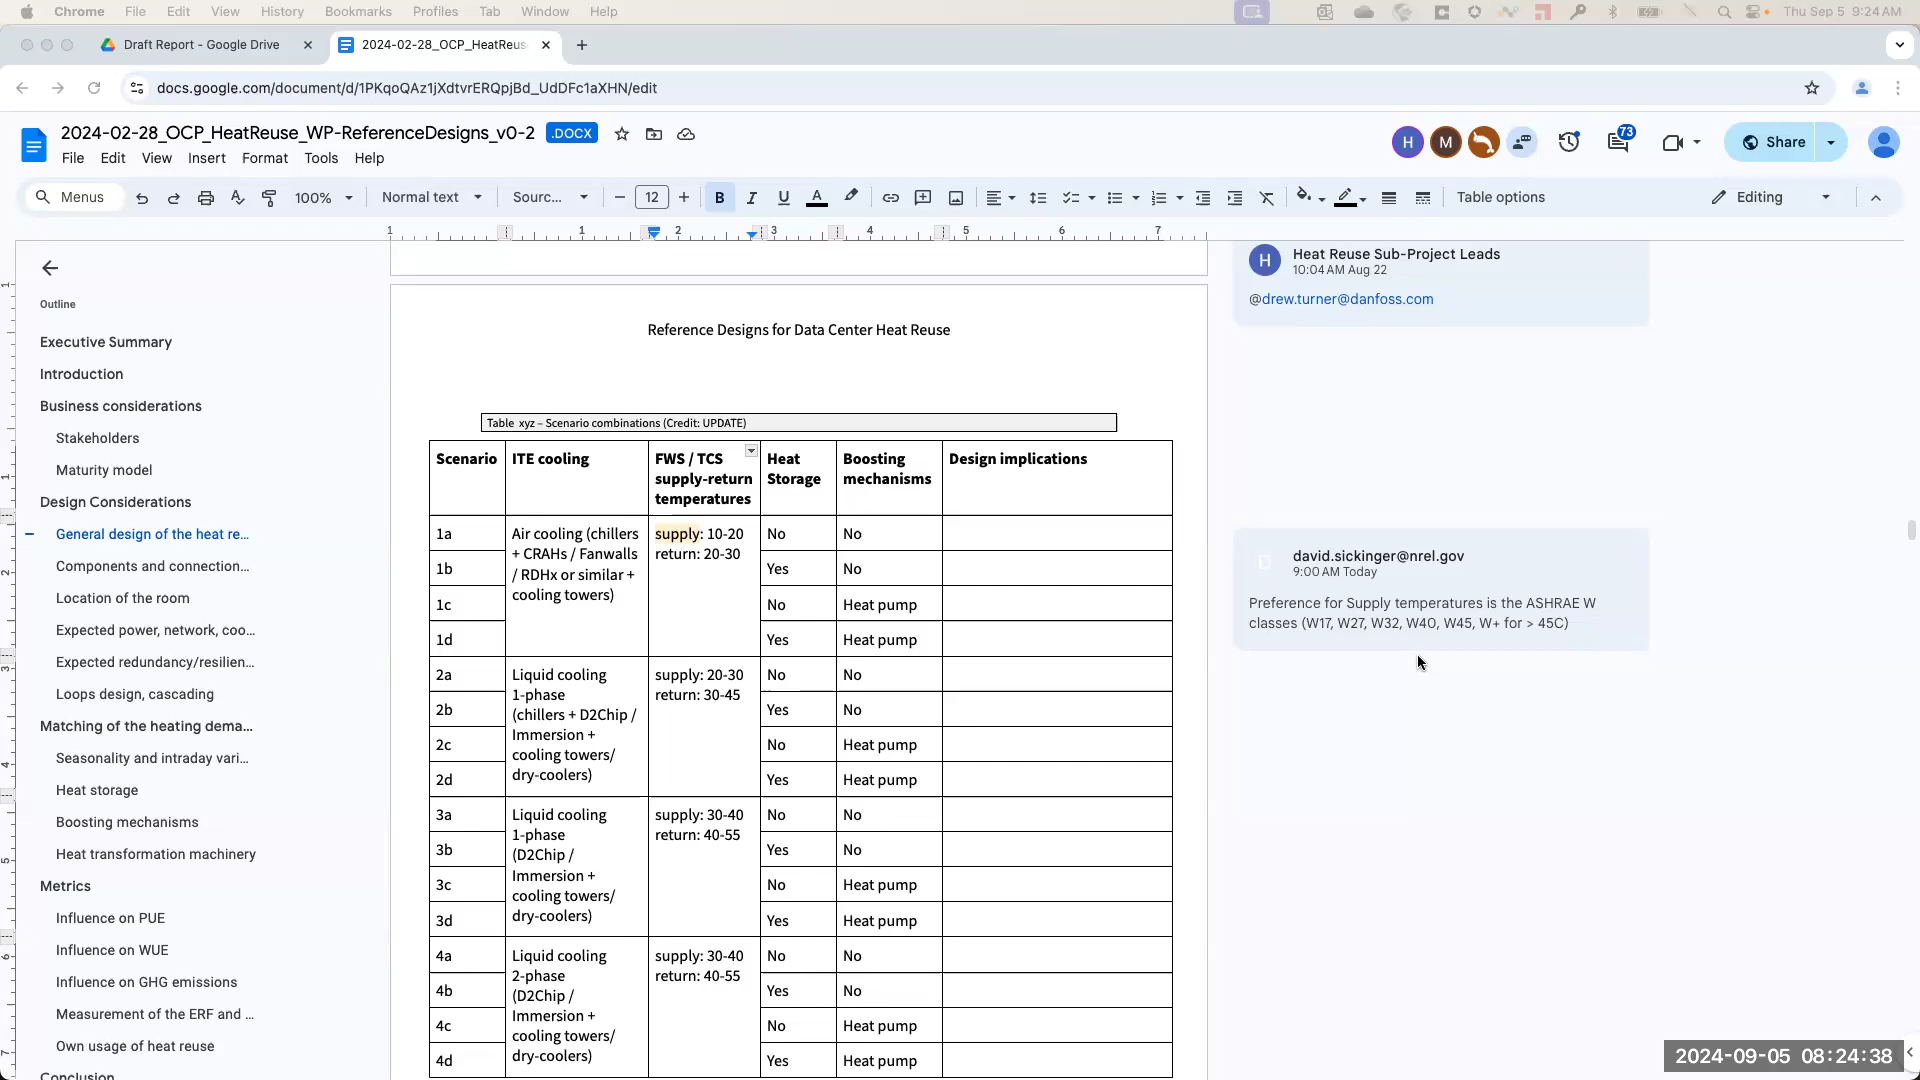 Chrome File Edit View History Bookmarks Profiles Tab Window Help Thu Sep 5 9:24 AM
Draft Report - Google Drive 2024-02-28_OCP_HeatReus
docs.google.com/document/d/1PKqoQAz1jXdtvrERQpjBd_UdDFc1aXHN/edit
2024-02-28_OCP_HeatReuse_WP-ReferenceDesigns_v0-2 .DOCX
H M 73 Share
File Edit View Insert Format Tools Help
Menus 100% Normal text Sourc... 12 B I U A Table options Editing
1 1 2 3 4 5 6 7
Outline
Executive Summary
Introduction
Business considerations
Stakeholders
Maturity model
Design Considerations
General design of the heat re...
Components and connection...
Location of the room
Expected power, network, coo...
Expected redundancy/resilien...
Loops design, cascading
Matching of the heating dema...
Seasonality and intraday vari...
Heat storage
Boosting mechanisms
Heat transformation machinery
Metrics
Influence on PUE
Influence on WUE
Influence on GHG emissions
Measurement of the ERF and ...
Own usage of heat reuse
Conclusion
1
1
2
3
4
5
6
7
Reference Designs for Data Center Heat Reuse
Table xyz – Scenario combinations (Credit: UPDATE)
Scenario ITE cooling FWS / TCS Heat Boosting Design implications
supply-return Storage mechanisms
temperatures
1a Air cooling (chillers supply: 10-20 No No
+ CRAHs / Fanwalls return: 20-30
1b / RDHx or similar + Yes No
1c cooling towers) No Heat pump
1d Yes Heat pump
2a Liquid cooling supply: 20-30 No No
1-phase return: 30-45
2b (chillers + D2Chip / Yes No
2c Immersion + No Heat pump
cooling towers/
2d dry-coolers) Yes Heat pump
3a Liquid cooling supply: 30-40 No No
1-phase return: 40-55
3b (D2Chip / Yes No
3c Immersion + No Heat pump
cooling towers/
3d dry-coolers) Yes Heat pump
4a Liquid cooling supply: 30-40 No No
2-phase return: 40-55
4b (D2Chip / Yes No
4c Immersion + No Heat pump
cooling towers/
4d dry-coolers) Yes Heat pump
H Heat Reuse Sub-Project Leads
10:04 AM Aug 22
@drew.turner@danfoss.com
D david.sickinger@nrel.gov
9:00 AM Today
Preference for Supply temperatures is the ASHRAE W
classes (W17, W27, W32, W40, W45, W+ for > 45C)
2024-09-05 08:24:38